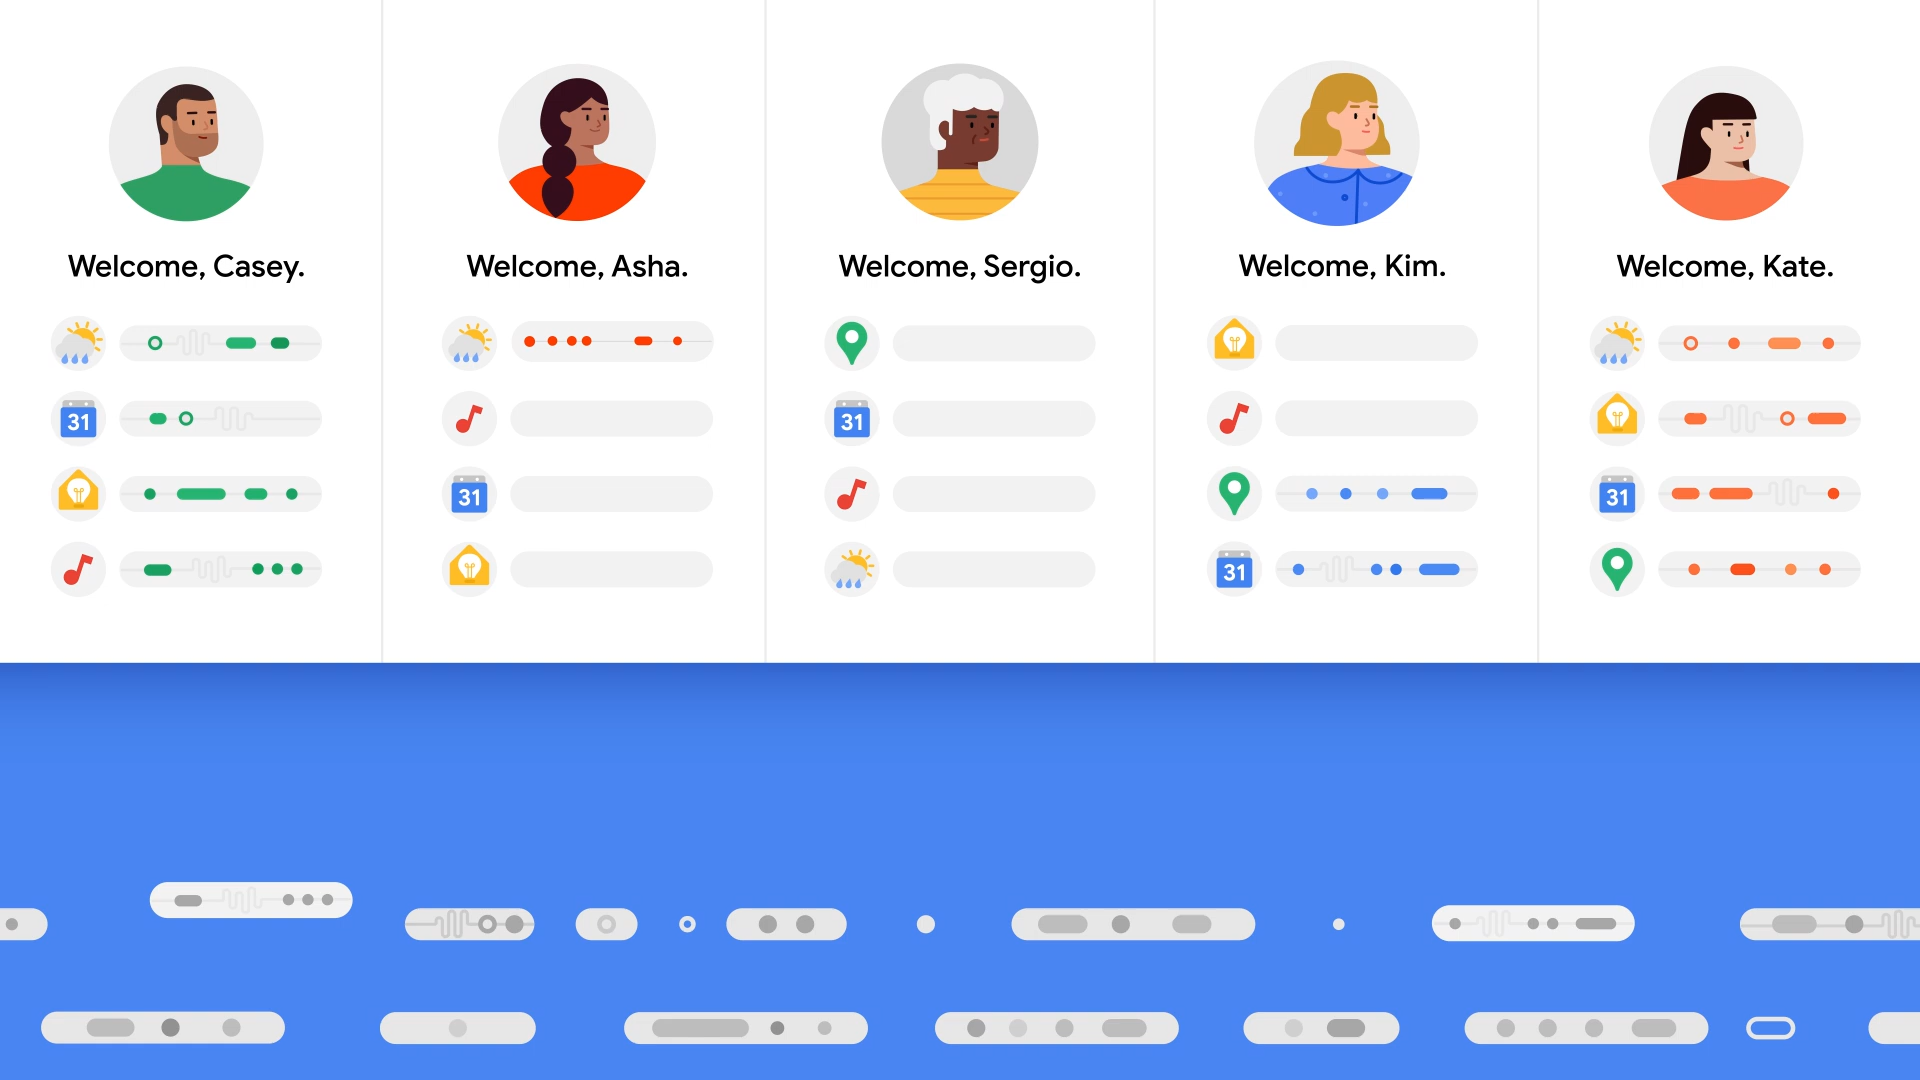 Welcome, Casey.
31
Welcome, Asha.
31
Welcome, Sergio.
31
Welcome, Kim.
31
Welcome, Kate.
31